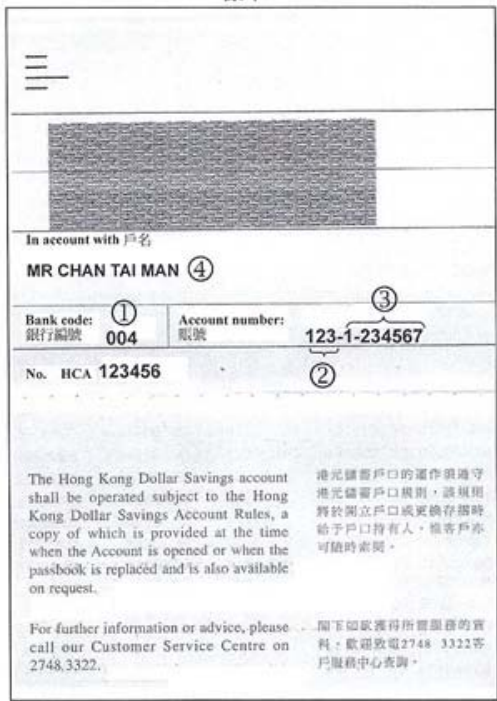 In account with 戶名
MR CHAN TAI MAN ④
①
Bank code:
銀行編號 004
Account number:
賬號
③
123-1-234567
②
No. HCA 123456
The Hong Kong Dollar Savings account
shall be operated subject to the Hong
Kong Dollar Savings Account Rules, a
copy of which is provided at the time
when the Account is opened or when the
passbook is replaced and is also available
on request.
港元儲蓄戶口的運作須遵守
港元儲蓄戶口規則，該規則
將於開立戶口或更換存摺時
給予戶口持有人，惟客戶亦
可隨時索閱。
For further information or advice, please
call our Customer Service Centre on
2748 3322.
閣下如欲獲得所需服務的資
料，歡迎致電2748 3322客
戶服務中心查詢。